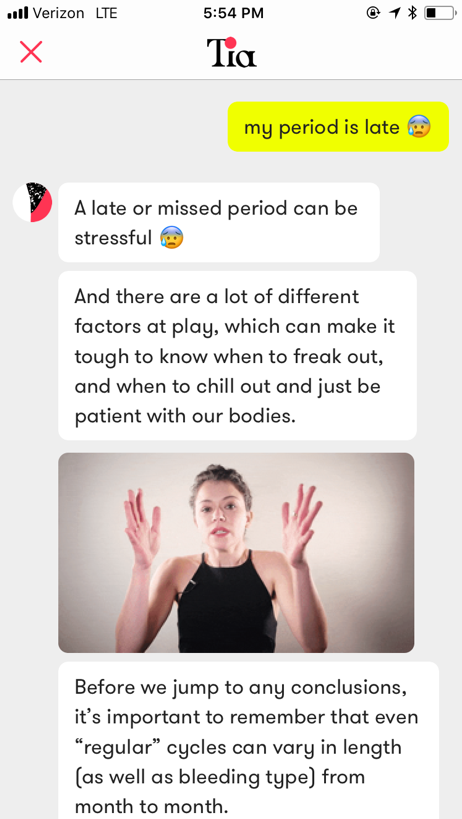 Verizon LTE 5:54 PM
Tia
my period is late 😰
A late or missed period can be
stressful 😰
And there are a lot of different
factors at play, which can make it
tough to know when to freak out,
and when to chill out and just be
patient with our bodies.
Before we jump to any conclusions,
it’s important to remember that even
“regular” cycles can vary in length
(as well as bleeding type) from
month to month.